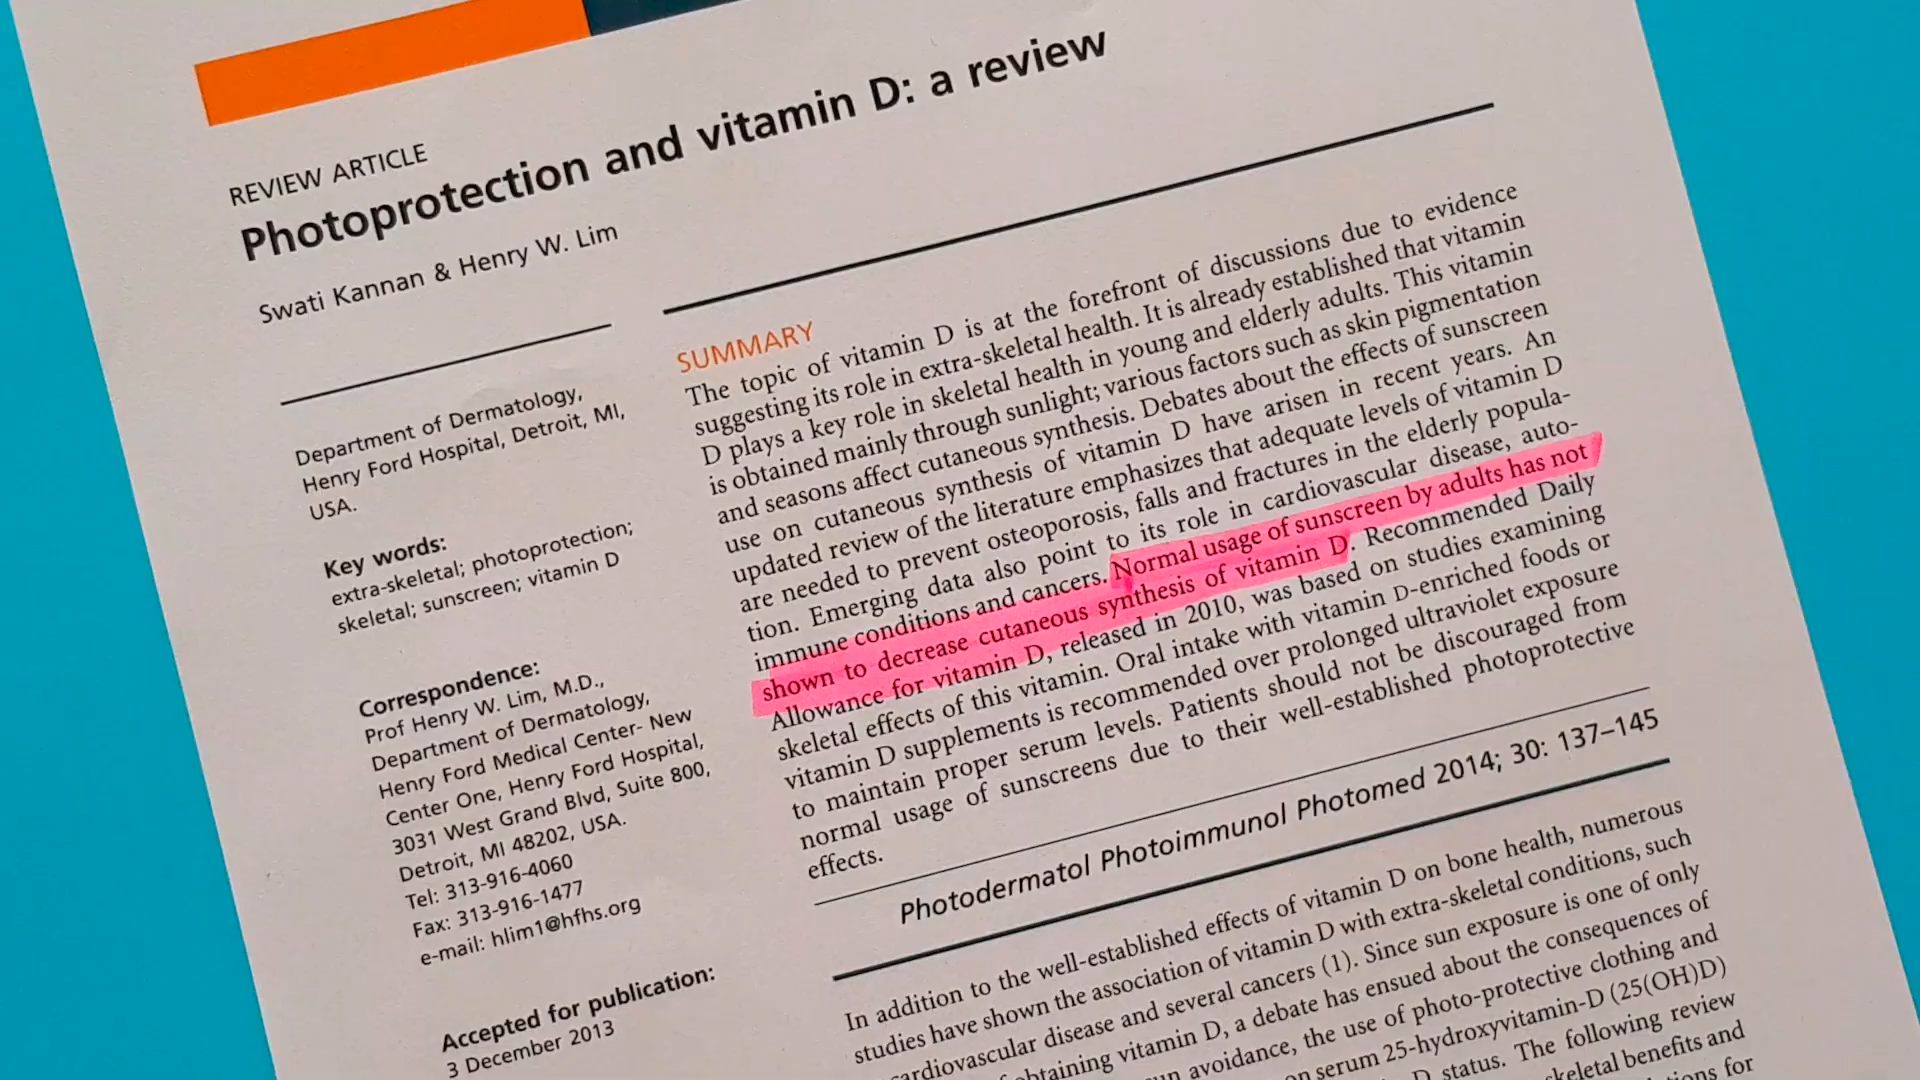 REVIEW ARTICLE
Photoprotection and vitamin D: a review
Swati Kannan & Henry W. Lim
Department of Dermatology,
Henry Ford Hospital, Detroit, MI,
USA.
Key words:
extra-skeletal; photoprotection;
skeletal; sunscreen; vitamin D
Correspondence:
Prof Henry W. Lim, M.D.,
Department of Dermatology,
Henry Ford Medical Center- New
Center One, Henry Ford Hospital,
3031 West Grand Blvd, Suite 800,
Detroit, MI 48202, USA.
Tel: 313-916-4060
Fax: 313-916-1477
e-mail: hlim1@hfhs.org
Accepted for publication:
3 December 2013
SUMMARY
The topic of vitamin D is at the forefront of discussions due to evidence
suggesting its role in extra-skeletal health. It is already established that vitamin
D plays a key role in skeletal health in young and elderly adults. This vitamin
is obtained mainly through sunlight; various factors such as skin pigmentation
and seasons affect cutaneous synthesis. Debates about the effects of sunscreen
use on cutaneous synthesis of vitamin D have arisen in recent years. An
updated review of the literature emphasizes that adequate levels of vitamin D
are needed to prevent osteoporosis, falls and fractures in the elderly popula-
tion. Emerging data also point to its role in cardiovascular disease, auto-
immune conditions and cancers. Normal usage of sunscreen by adults has not
shown to decrease cutaneous synthesis of vitamin D. Recommended Daily
Allowance for vitamin D, released in 2010, was based on studies examining
skeletal effects of this vitamin. Oral intake with vitamin D-enriched foods or
vitamin D supplements is recommended over prolonged ultraviolet exposure
to maintain proper serum levels. Patients should not be discouraged from
normal usage of sunscreens due to their well-established photoprotective
effects.
Photodermatol Photoimmunol Photomed 2014; 30: 137–145
In addition to the well-established effects of vitamin D on bone health, numerous
studies have shown the association of vitamin D with extra-skeletal conditions, such
cardiovascular disease and several cancers (1). Since sun exposure is one of only
obtaining vitamin D, a debate has ensued about the consequences of
avoidance, the use of photo-protective clothing and
on serum 25-hydroxyvitamin-D (25(OH)D)
D status. The following review
skeletal benefits and
for